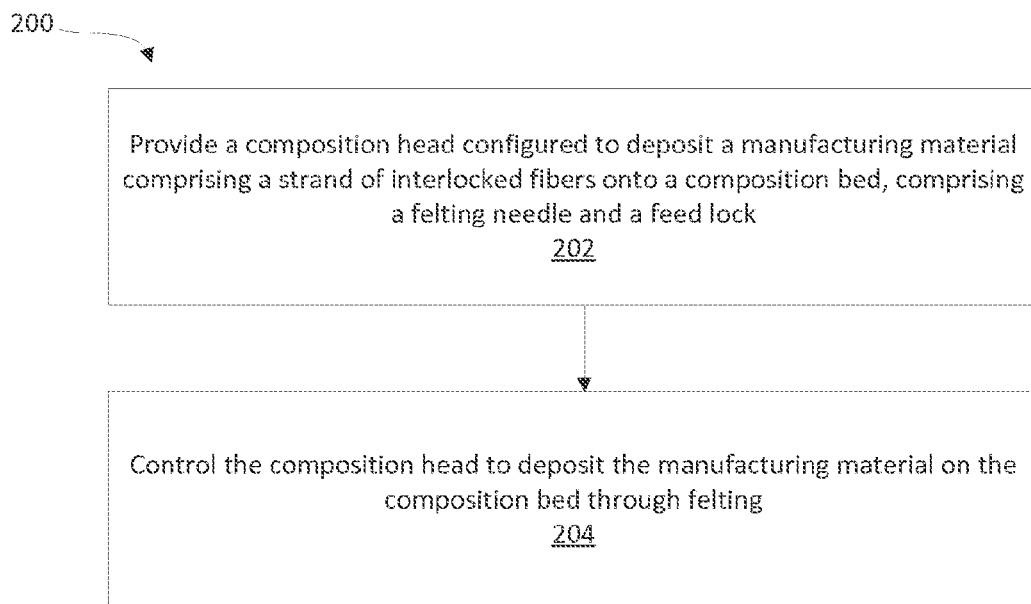 200
Provide a composition head configured to deposit a manufacturing material
comprising a strand of interlocked fibers onto a composition bed, comprising
a felting needle and a feed lock
202
Control the composition head to deposit the manufacturing material on the
composition bed through felting
204